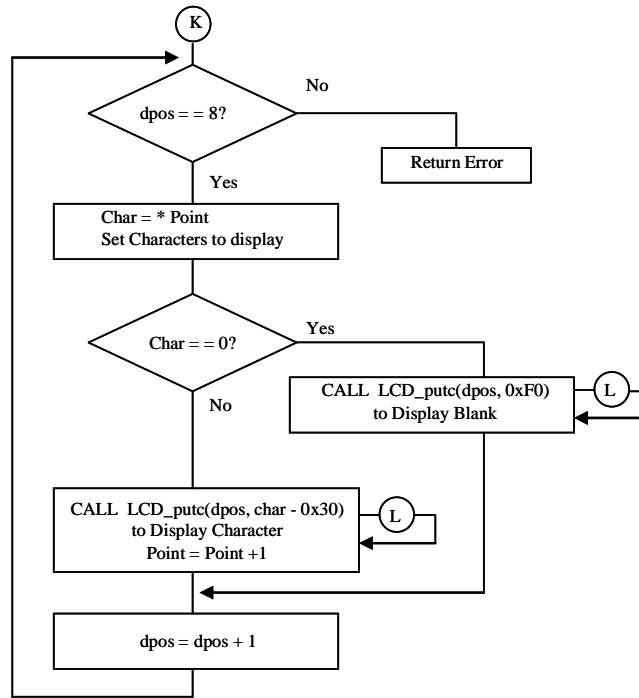 K
dpos = = 8?
No
Return Error
Yes
Char = * Point
Set Characters to display
Char = = 0?
Yes
No
CALL LCD_putc(dpos, 0xF0)
to Display Blank
L
CALL LCD_putc(dpos, char - 0x30)
to Display Character
Point = Point +1
L
dpos = dpos + 1